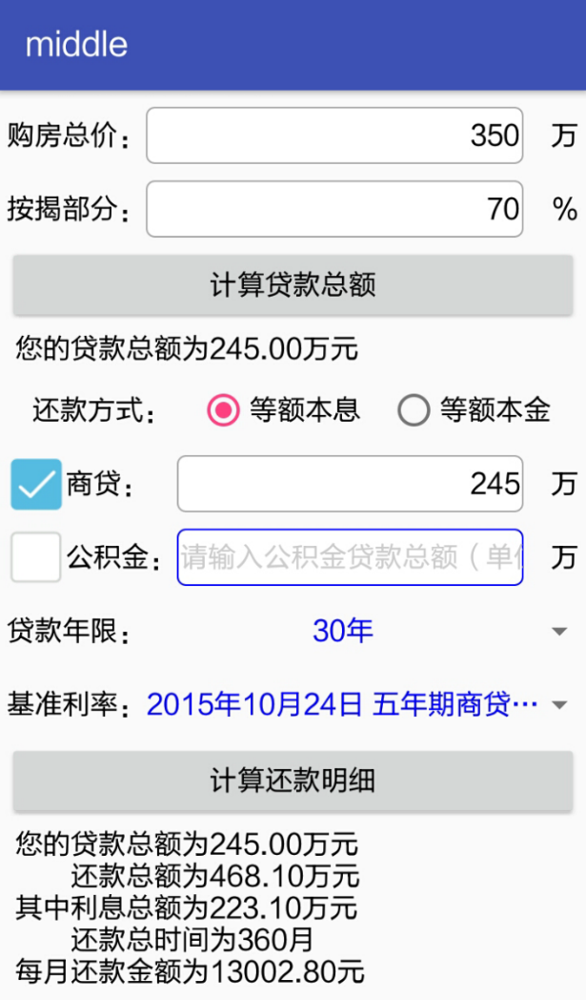 middle
购房总价： 350 万
按揭部分： 70 %
计算贷款总额
您的贷款总额为245.00万元
还款方式： 等额本息 等额本金
商贷： 245 万
公积金： 请输入公积金贷款总额（单 万
贷款年限： 30年
基准利率： 2015年10月24日 五年期商贷…
计算还款明细
您的贷款总额为245.00万元
还款总额为468.10万元
其中利息总额为223.10万元
还款总时间为360月
每月还款金额为13002.80元